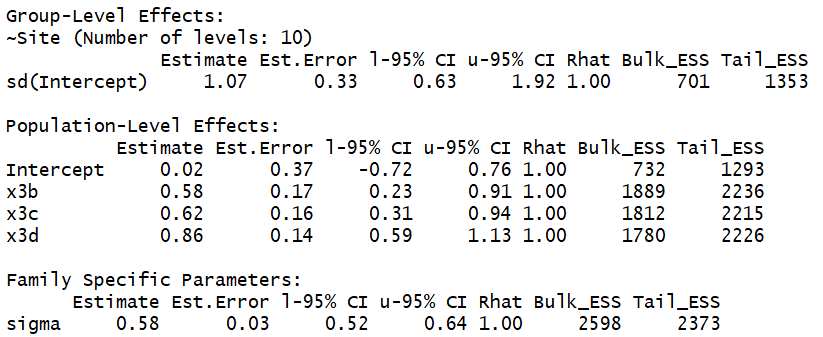 Group-Level Effects:
~Site (Number of levels: 10)
              Estimate Est.Error l-95% CI u-95% CI Rhat Bulk_ESS Tail_ESS
sd(Intercept)     1.07      0.33     0.63     1.92 1.00      701     1353

Population-Level Effects:
          Estimate Est.Error l-95% CI u-95% CI Rhat Bulk_ESS Tail_ESS
Intercept     0.02      0.37    -0.72     0.76 1.00      732     1293
x3b           0.58      0.17     0.23     0.91 1.00     1889     2236
x3c           0.62      0.16     0.31     0.94 1.00     1812     2215
x3d           0.86      0.14     0.59     1.13 1.00     1780     2226

Family Specific Parameters:
      Estimate Est.Error l-95% CI u-95% CI Rhat Bulk_ESS Tail_ESS
sigma     0.58      0.03     0.52     0.64 1.00     2598     2373